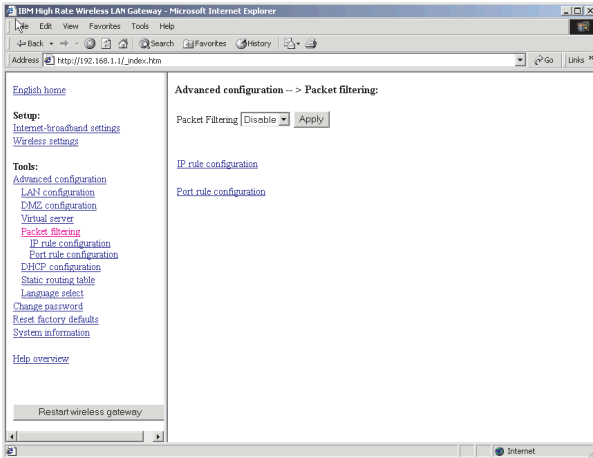 IBM High Rate Wireless LAN Gateway - Microsoft Internet Explorer
File Edit View Favorites Tools Help
Back Search Favorites History
Address http://192.168.1.1/_index.htm Go Links »
English home
Setup:
Internet-broadband settings
Wireless settings
Tools:
Advanced configuration
LAN configuration
DMZ configuration
Virtual server
Packet filtering
IP rule configuration
Port rule configuration
DHCP configuration
Static routing table
Language select
Change password
Reset factory defaults
System information
Help overview
Restart wireless gateway
Advanced configuration -- > Packet filtering:
Packet Filtering Disable Apply
IP rule configuration
Port rule configuration
Internet